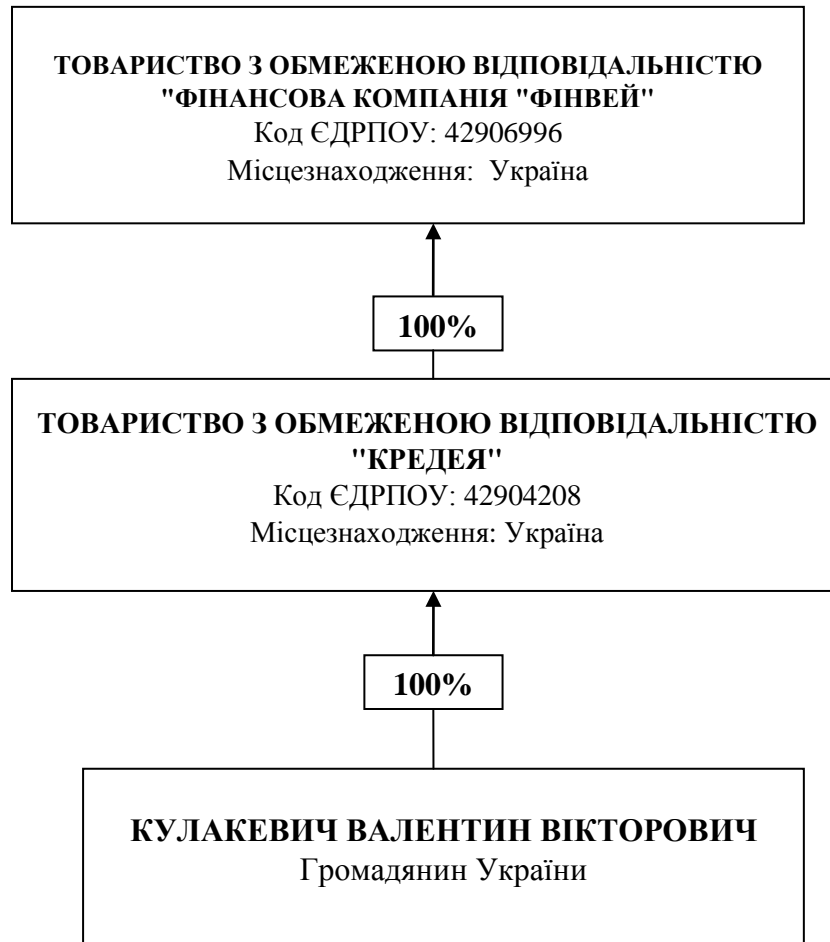 ТОВАРИСТВО З ОБМЕЖЕНОЮ ВІДПОВІДАЛЬНІСТЮ
"ФІНАНСОВА КОМПАНІЯ "ФІНВЕЙ"
Код ЄДРПОУ: 42906996
Місцезнаходження: Україна
100%
ТОВАРИСТВО З ОБМЕЖЕНОЮ ВІДПОВІДАЛЬНІСТЮ
"КРЕДЕЯ"
Код ЄДРПОУ: 42904208
Місцезнаходження: Україна
100%
КУЛАКЕВИЧ ВАЛЕНТИН ВІКТОРОВИЧ
Громадянин України